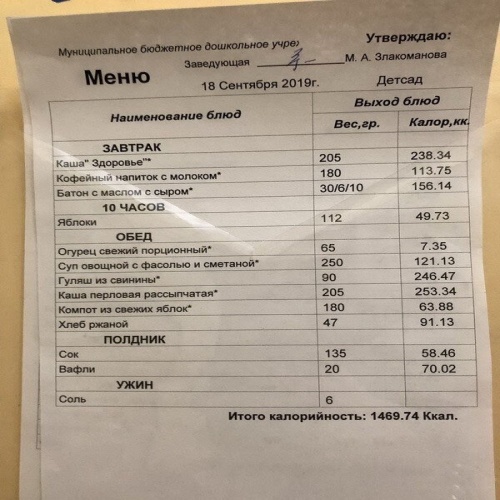 Утверждаю:
Муниципальное бюджетное дошкольное учре
Заведующая М. А. Злакоманова
Меню 18 Сентября 2019г. Детсад
Наименование блюд Выход блюд
Вес,гр. Калор,кк.
ЗАВТРАК
Каша" Здоровье"* 205 238.34
Кофейный напиток с молоком* 180 113.75
Батон с маслом с сыром* 30/6/10 156.14
10 ЧАСОВ
Яблоки 112 49.73
ОБЕД
Огурец свежий порционный* 65 7.35
Суп овощной с фасолью и сметаной* 250 121.13
Гуляш из свинины* 90 246.47
Каша перловая рассыпчатая* 205 253.34
Компот из свежих яблок* 180 63.88
Хлеб ржаной 47 91.13
ПОЛДНИК
Сок 135 58.46
Вафли 20 70.02
УЖИН
Соль 6
Итого калорийность: 1469.74 Ккал.